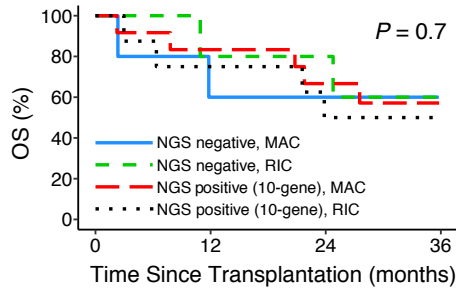 100
80
60
40
20
0
OS (%)
P = 0.7
NGS negative, MAC
NGS negative, RIC
NGS positive (10-gene), MAC
NGS positive (10-gene), RIC
0 12 24 36
Time Since Transplantation (months)